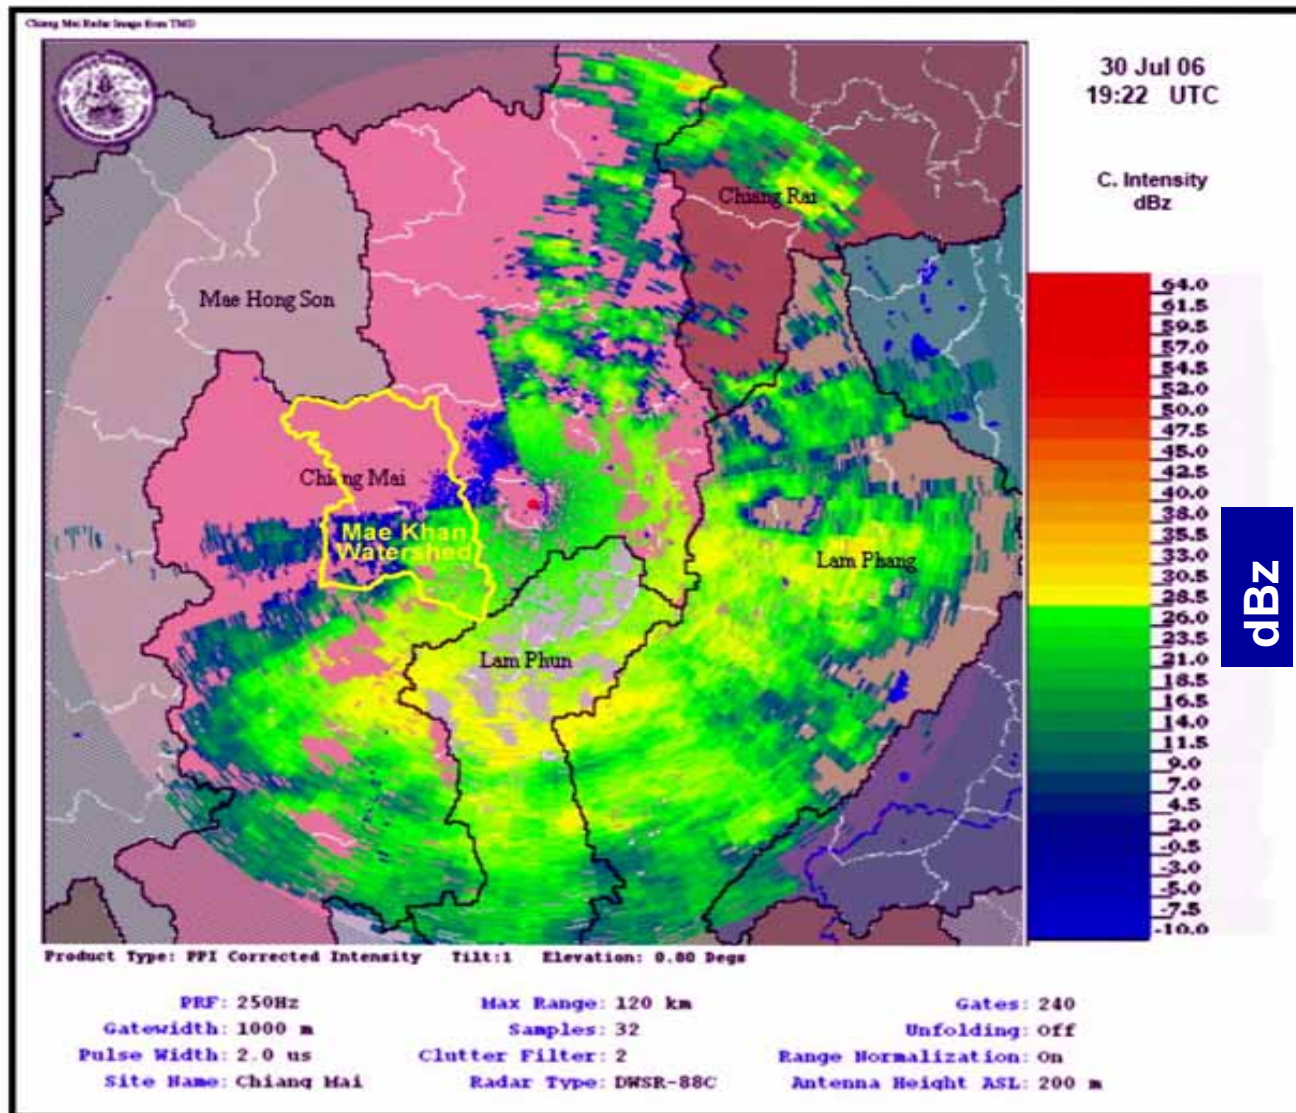 Chiang Mai Radar Image from TMD
30 Jul 06
19:22 UTC
C. Intensity
dBz
64.0
61.5
59.5
57.0
54.5
52.0
50.0
47.5
45.0
42.5
40.0
38.0
35.5
33.0
30.5
28.5
26.0
23.5
21.0
18.5
16.5
14.0
11.5
9.0
7.0
4.5
2.0
-0.5
-3.0
-5.0
-7.5
-10.0
dBz
Chiang Rai
Mae Hong Son
Chiang Mai
Mae Khan
Watershed
Lam Phang
Lam Phun
Product Type: PPI Corrected Intensity Tilt:1 Elevation: 0.80 Degs
PRF: 250Hz Max Range: 120 km Gates: 240
Gatewidth: 1000 m Samples: 32 Unfolding: Off
Pulse Width: 2.0 us Clutter Filter: 2 Range Normalization: On
Site Name: Chiang Mai Radar Type: DWSR-88C Antenna Height ASL: 200 m